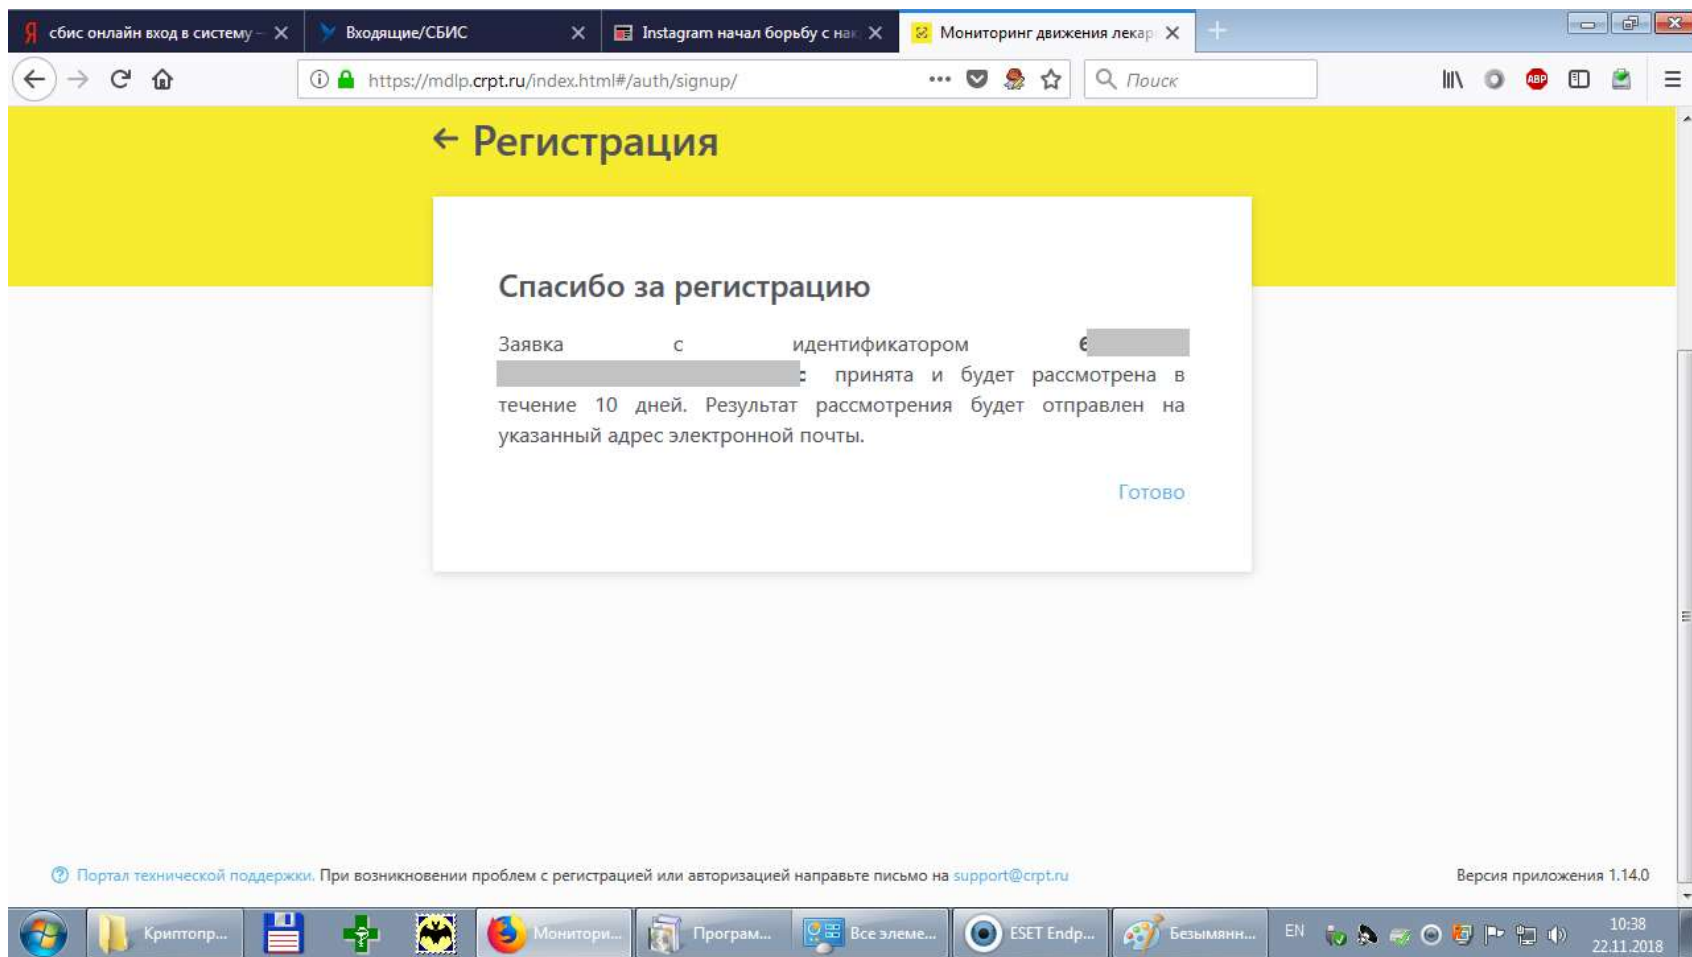 сбис онлайн вход в систему —
Входящие/СБИС
Instagram начал борьбу с нак
Мониторинг движения лекар
https://mdlp.crpt.ru/index.html#/auth/signup/
Поиск
ABP
Регистрация
Спасибо за регистрацию
Заявка с идентификатором 6
с принята и будет рассмотрена в
течение 10 дней. Результат рассмотрения будет отправлен на
указанный адрес электронной почты.
Готово
Портал технической поддержки. При возникновении проблем с регистрацией или авторизацией направьте письмо на support@crpt.ru
Версия приложения 1.14.0
Криптопр...
Монитори...
Програм...
Все элеме...
ESET Endp...
Безымянн...
EN
10:38
22.11.2018